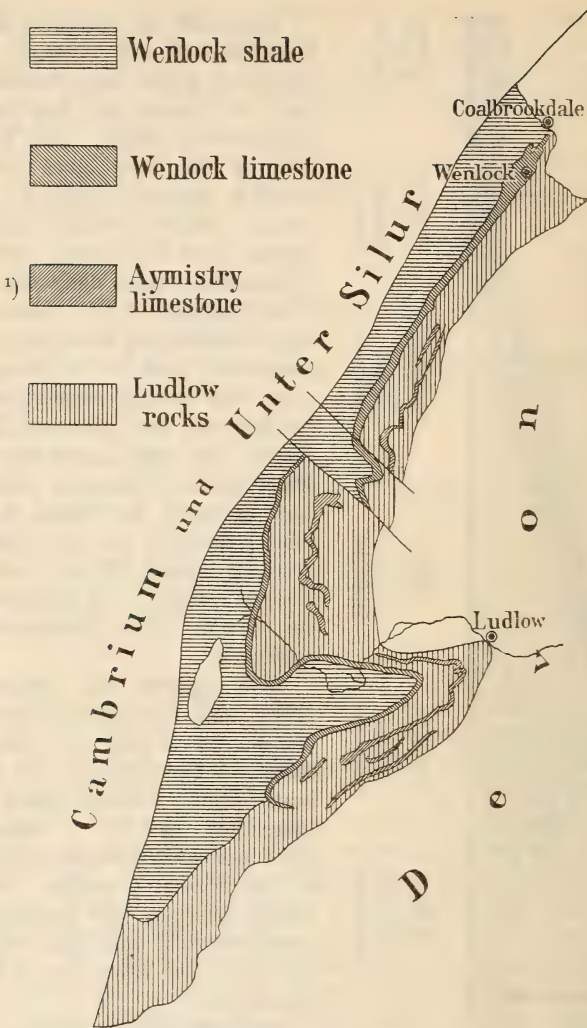 Wenlock shale
Wenlock limestone
1) Aymistry
limestone
Ludlow
rocks
Coalbrookdale
Wenlock
Cambrium und Unter Silur
Ludlow
Devon